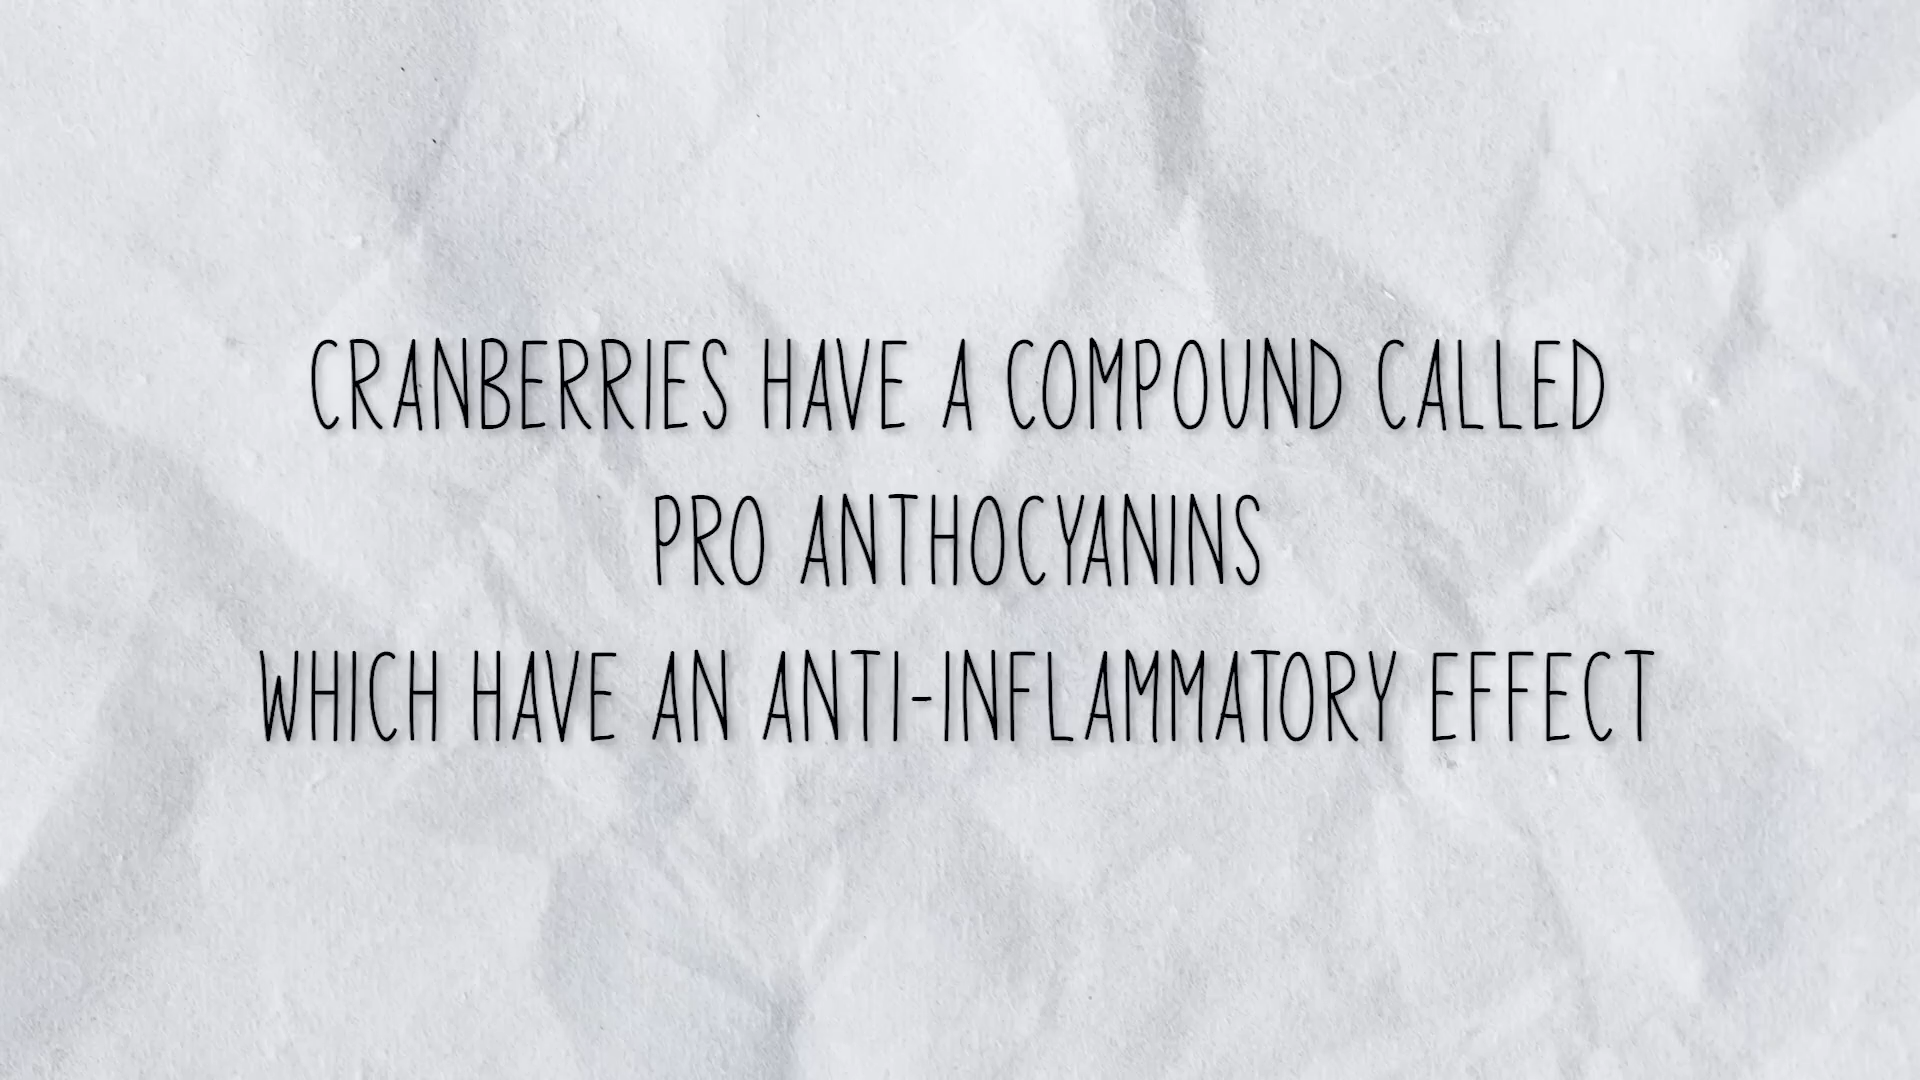 CRANBERRIES HAVE A COMPOUND CALLED
PRO ANTHOCYANINS
WHICH HAVE AN ANTI-INFLAMMATORY EFFECT